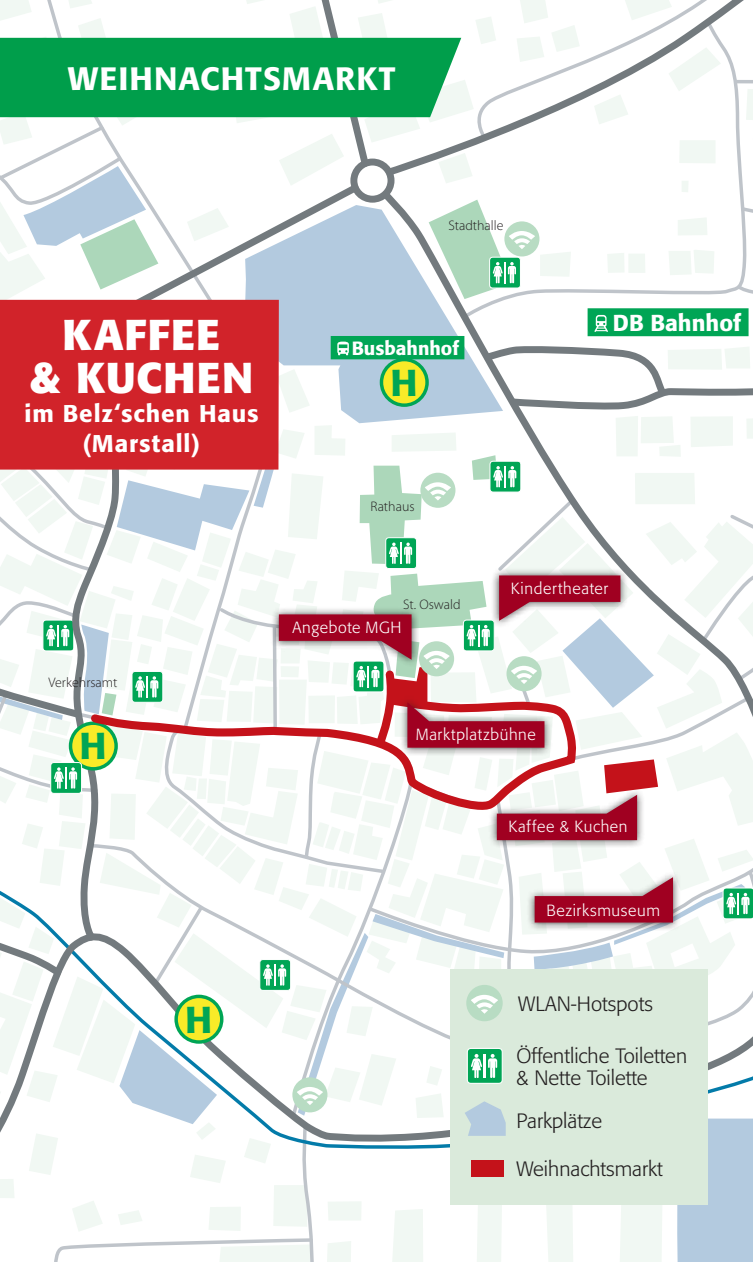 WEIHNACHTSMARKT
Stadthalle
KAFFEE
& KUCHEN
im Belz‘schen Haus
(Marstall)
DB Bahnhof
Busbahnhof
H
Rathaus
Kindertheater
St. Oswald
Angebote MGH
Verkehrsamt
Marktplatzbühne
H
Kaffee & Kuchen
Bezirksmuseum
H
WLAN-Hotspots
Öffentliche Toiletten
& Nette Toilette
Parkplätze
Weihnachtsmarkt